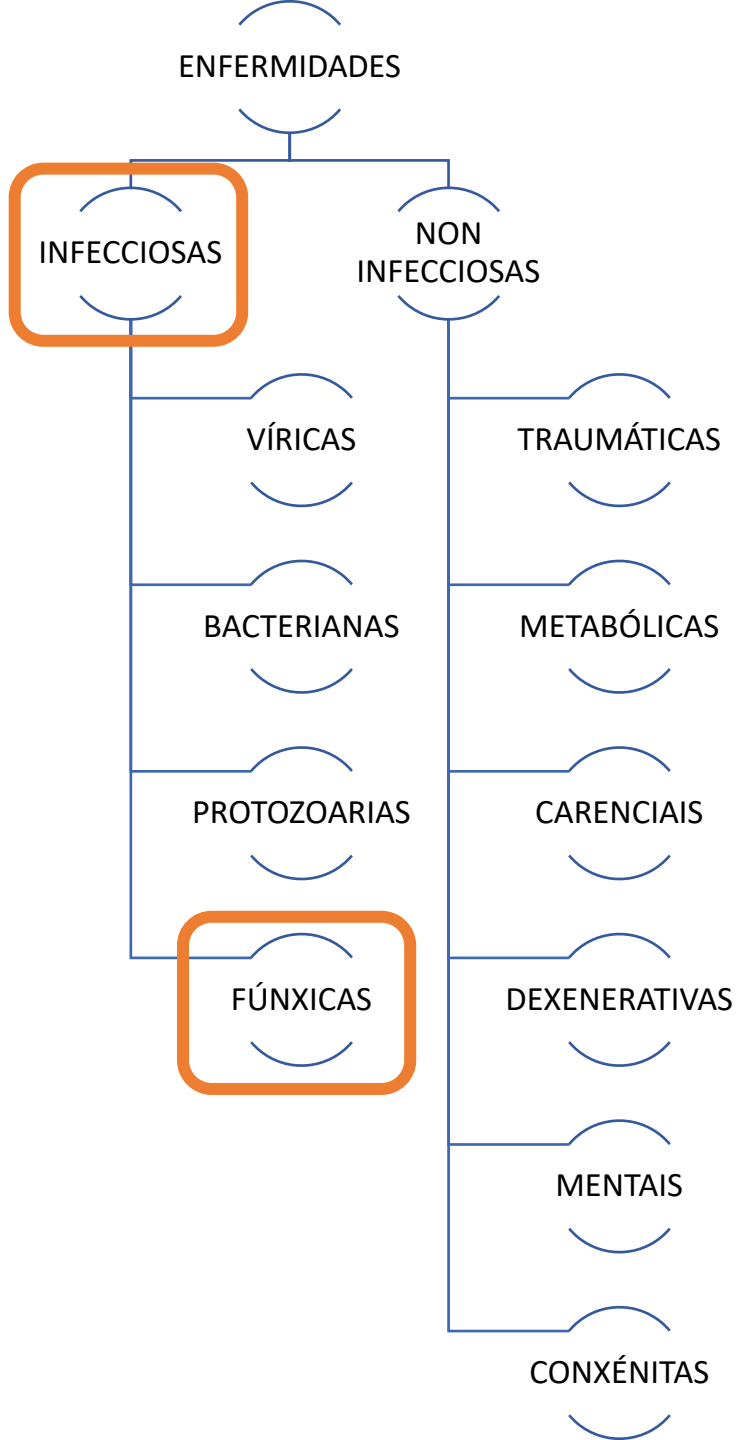 ENFERMIDADES
INFECCIOSAS
NON
INFECCIOSAS
VÍRICAS
TRAUMÁTICAS
BACTERIANAS
METABÓLICAS
PROTOZOARIAS
CARENCIAIS
FÚNXICAS
DEXENERATIVAS
MENTAIS
CONXÉNITAS